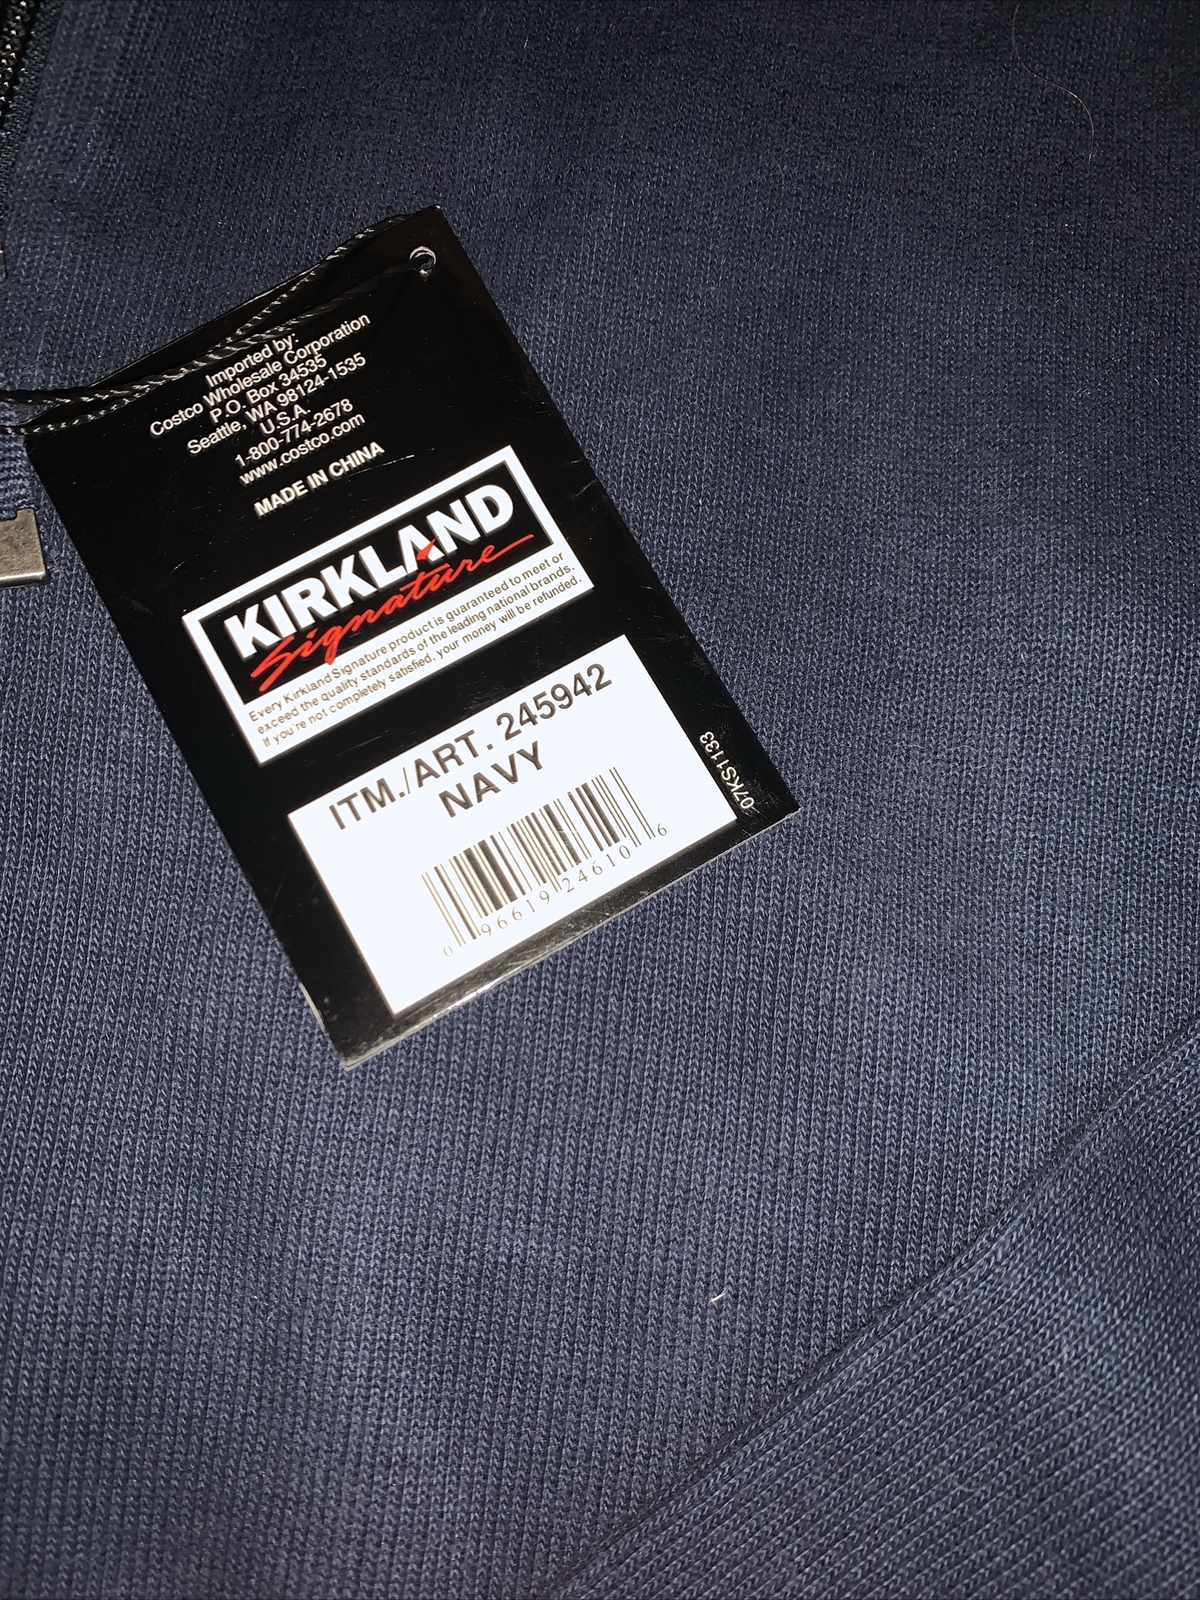 Imported by:
Costco Wholesale Corporation
P.O. Box 34535
Seattle, WA 98124-1535
U.S.A.
1-800-774-2678
www.costco.com
MADE IN CHINA
KIRKLAND
Signature
Every Kirkland Signature product is guaranteed to meet or
exceed the quality standards of the leading national brands.
If you're not completely satisfied, your money will be refunded.
ITM./ART. 245942
NAVY
0 96619 24610 6
07KS1133